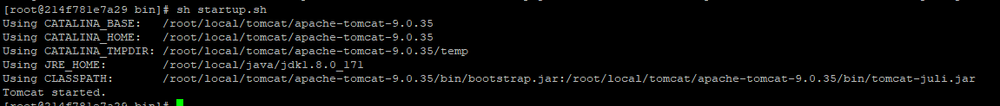 [root@214f781e7a29 bin]# sh startup.sh
Using CATALINA_BASE:   /root/local/tomcat/apache-tomcat-9.0.35
Using CATALINA_HOME:   /root/local/tomcat/apache-tomcat-9.0.35
Using CATALINA_TMPDIR: /root/local/tomcat/apache-tomcat-9.0.35/temp
Using JRE_HOME:        /root/local/java/jdk1.8.0_171
Using CLASSPATH:       /root/local/tomcat/apache-tomcat-9.0.35/bin/bootstrap.jar:/root/local/tomcat/apache-tomcat-9.0.35/bin/tomcat-juli.jar
Tomcat started.
[root@214f781e7a29 bin]#